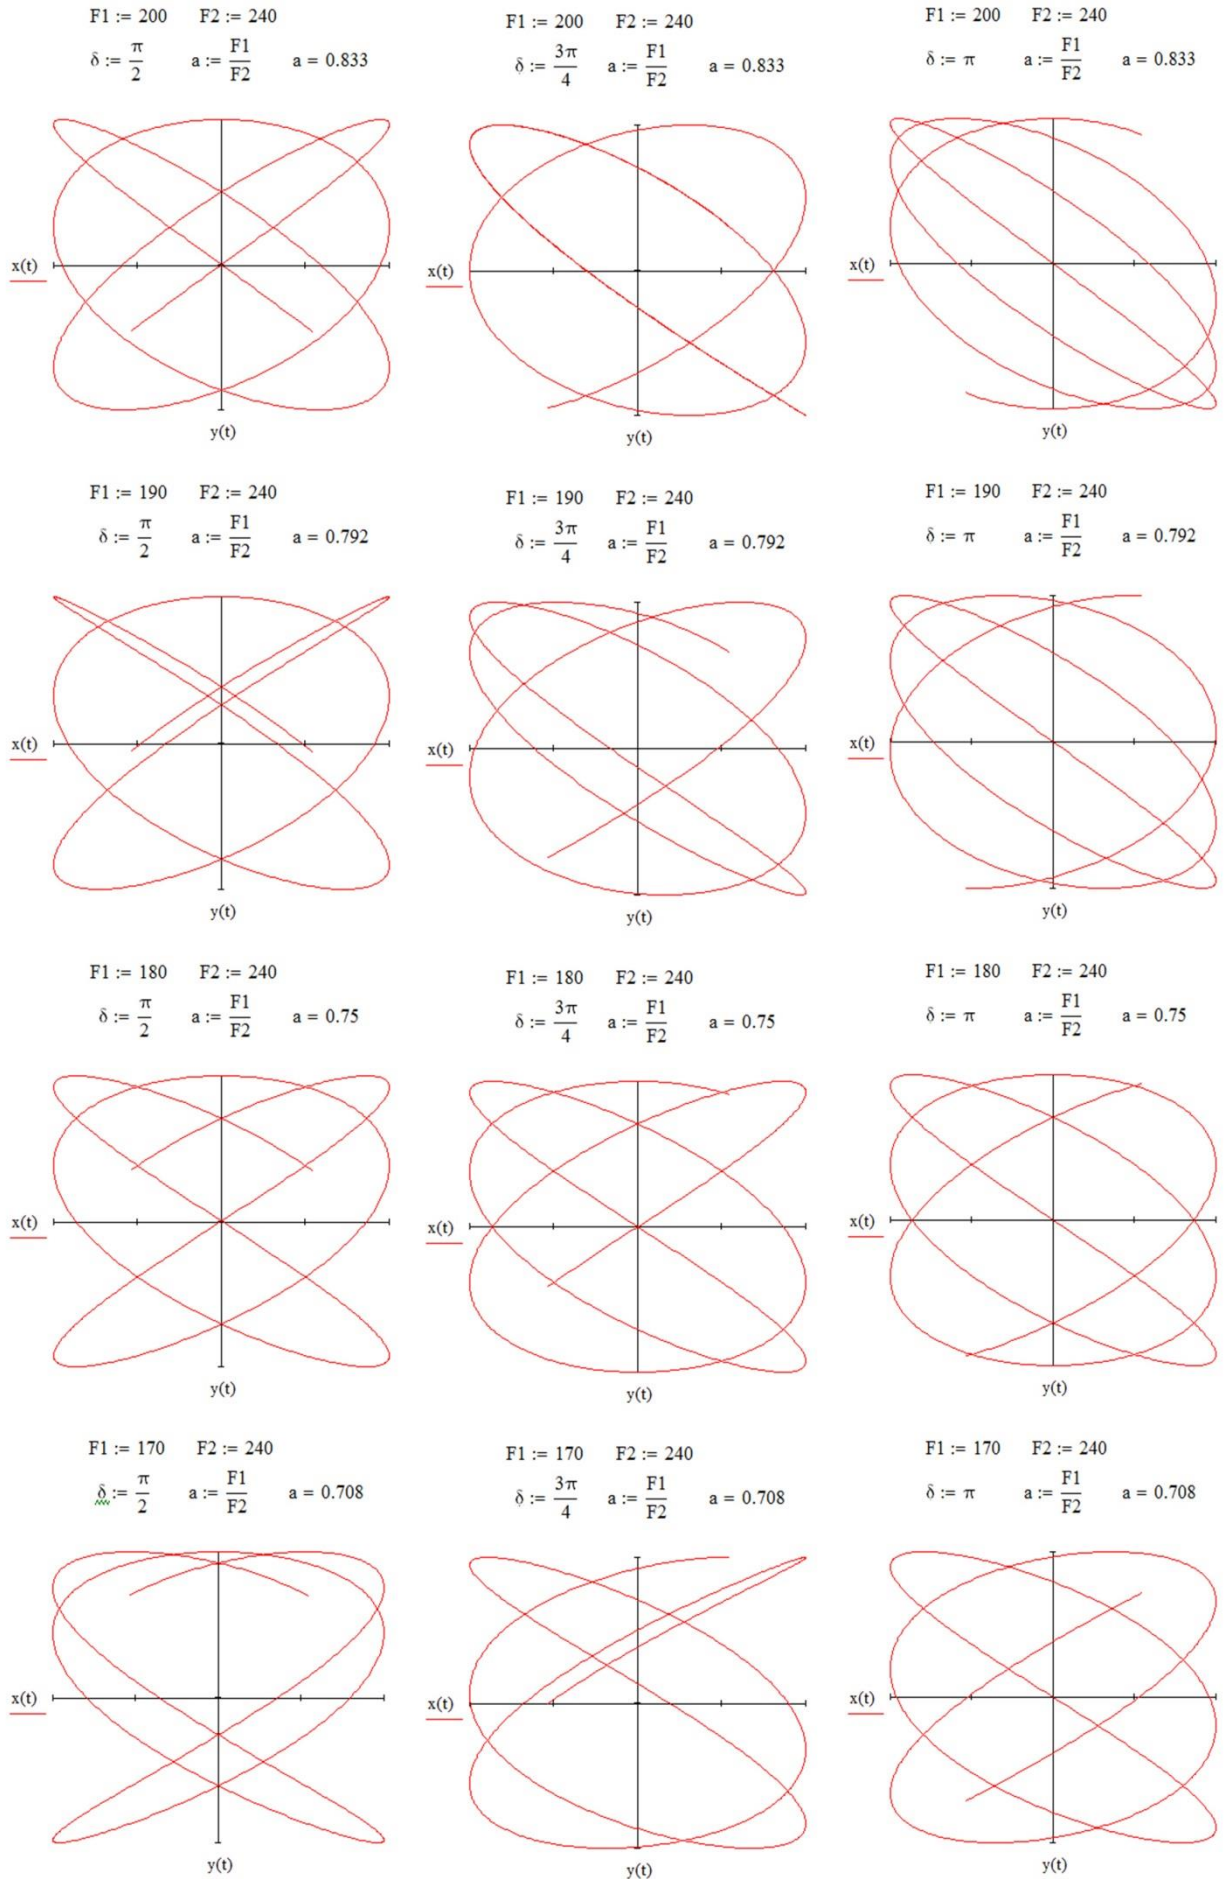 F1 := 200 F2 := 240
δ := π/2 a := F1/F2 a = 0.833
x(t)
y(t)
F1 := 200 F2 := 240
δ := 3π/4 a := F1/F2 a = 0.833
x(t)
y(t)
F1 := 200 F2 := 240
δ := π a := F1/F2 a = 0.833
x(t)
y(t)
F1 := 190 F2 := 240
δ := π/2 a := F1/F2 a = 0.792
x(t)
y(t)
F1 := 190 F2 := 240
δ := 3π/4 a := F1/F2 a = 0.792
x(t)
y(t)
F1 := 190 F2 := 240
δ := π a := F1/F2 a = 0.792
x(t)
y(t)
F1 := 180 F2 := 240
δ := π/2 a := F1/F2 a = 0.75
x(t)
y(t)
F1 := 180 F2 := 240
δ := 3π/4 a := F1/F2 a = 0.75
x(t)
y(t)
F1 := 180 F2 := 240
δ := π a := F1/F2 a = 0.75
x(t)
y(t)
F1 := 170 F2 := 240
δ := π/2 a := F1/F2 a = 0.708
x(t)
y(t)
F1 := 170 F2 := 240
δ := 3π/4 a := F1/F2 a = 0.708
x(t)
y(t)
F1 := 170 F2 := 240
δ := π a := F1/F2 a = 0.708
x(t)
y(t)